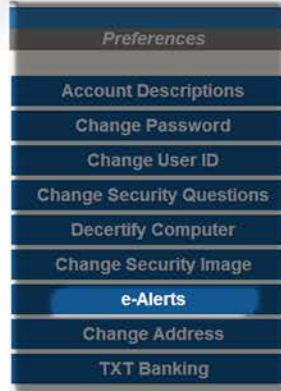 Preferences
Account Descriptions
Change Password
Change User ID
Change Security Questions
Decertify Computer
Change Security Image
e-Alerts
Change Address
TXT Banking